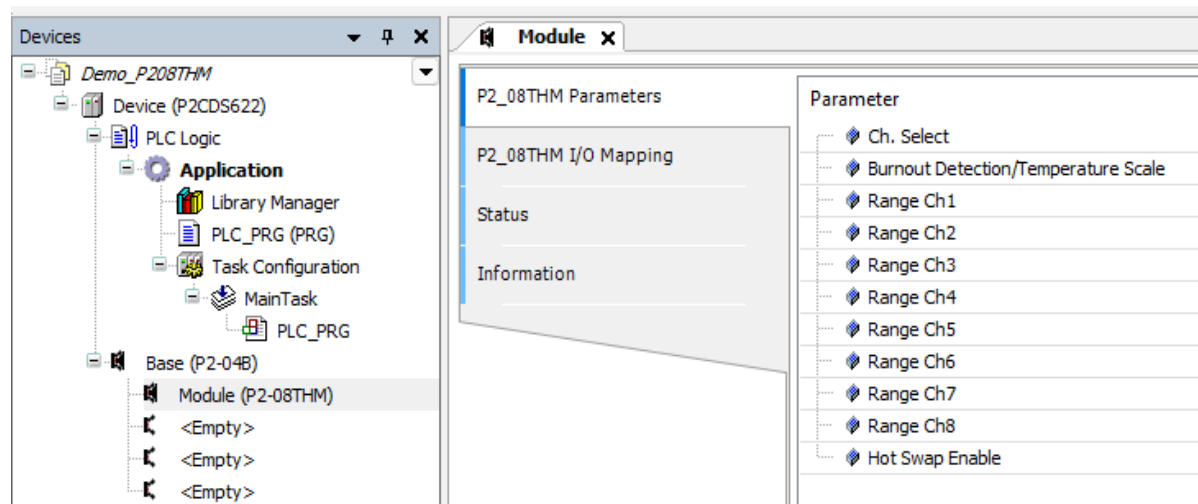 Devices
Demo_P208THM
Device (P2CDS622)
PLC Logic
Application
Library Manager
PLC_PRG (PRG)
Task Configuration
MainTask
PLC_PRG
Base (P2-04B)
Module (P2-08THM)
<Empty>
<Empty>
<Empty>
Module
P2_08THM Parameters
P2_08THM I/O Mapping
Status
Information
Parameter
Ch. Select
Burnout Detection/Temperature Scale
Range Ch1
Range Ch2
Range Ch3
Range Ch4
Range Ch5
Range Ch6
Range Ch7
Range Ch8
Hot Swap Enable